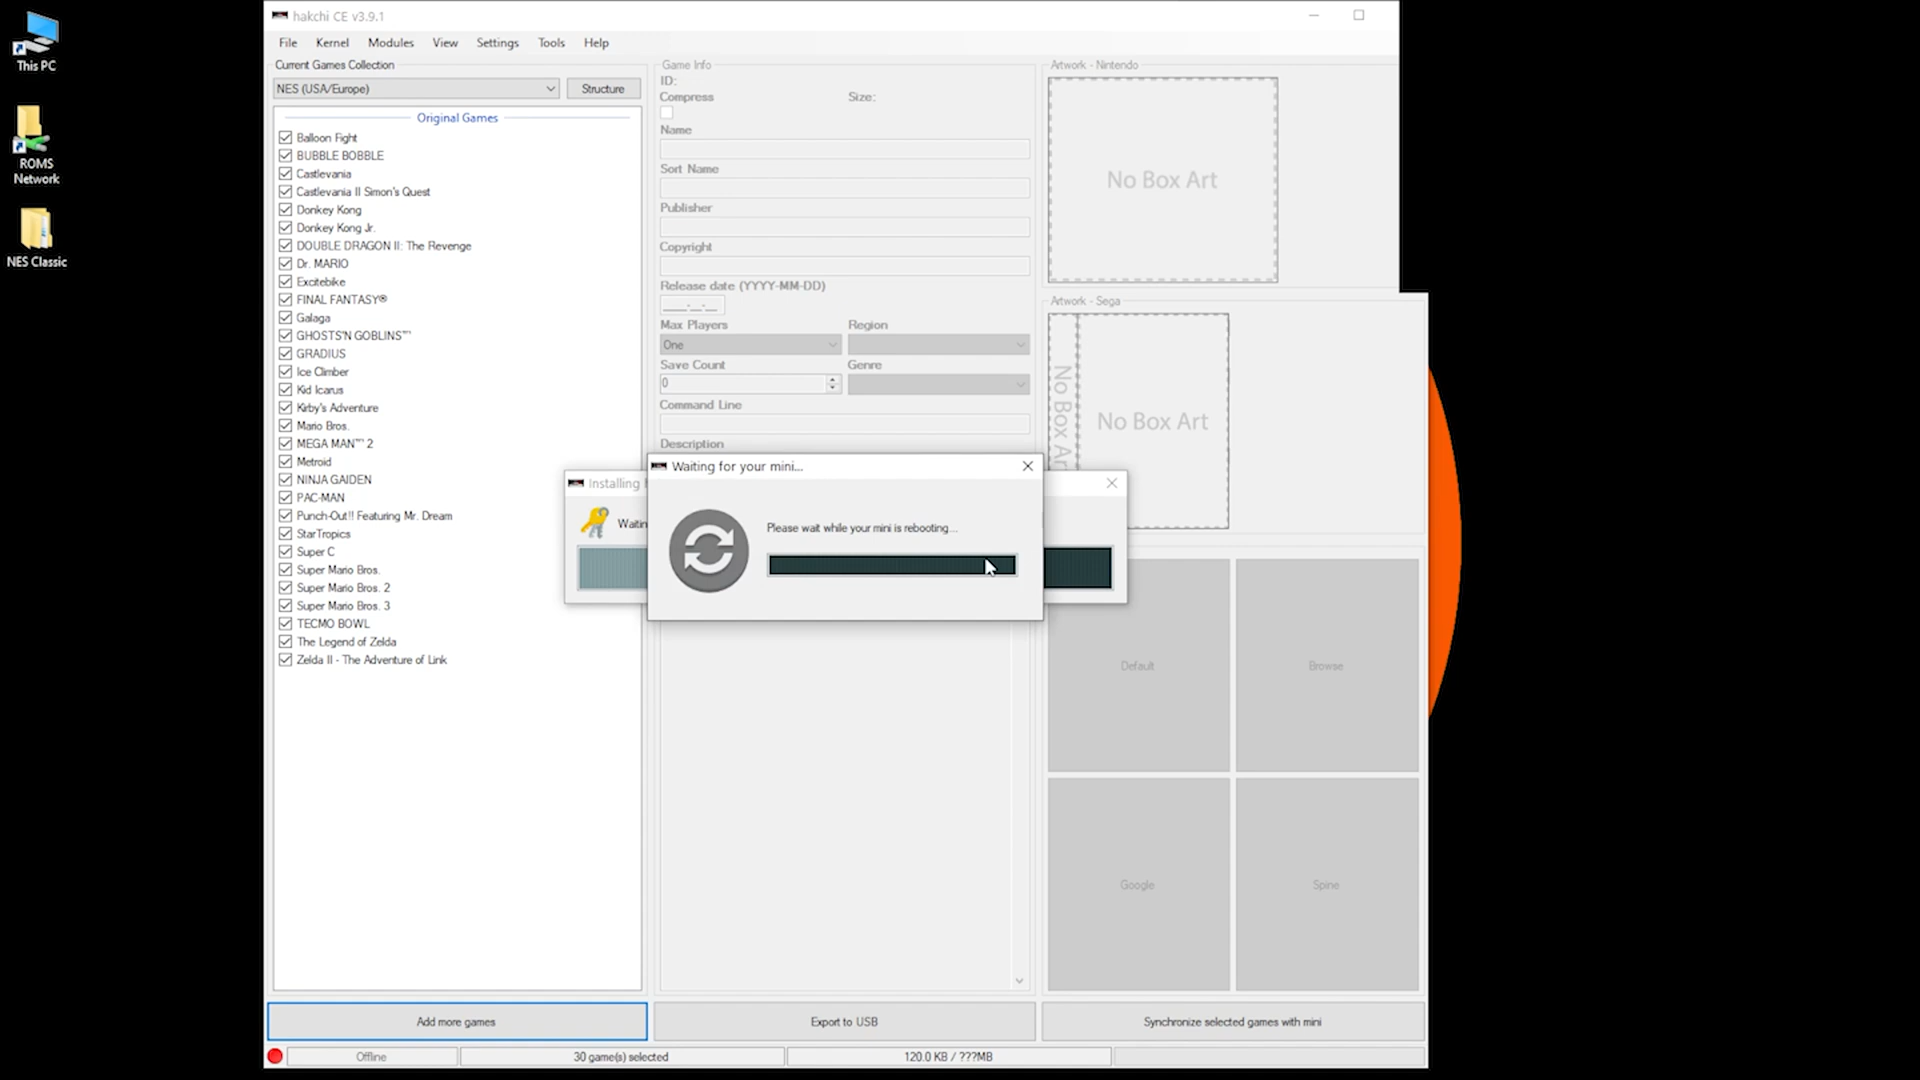 This PC
ROMS
Network
NES Classic
hakchi CE v3.9.1
File Kernel Modules View Settings Tools Help
Current Games Collection
NES (USA/Europe)
Structure
Original Games
Balloon Fight
BUBBLE BOBBLE
Castlevania
Castlevania II Simon's Quest
Donkey Kong
Donkey Kong Jr.
DOUBLE DRAGON II: The Revenge
Dr. MARIO
Excitebike
FINAL FANTASY®
Galaga
GHOSTS'N GOBLINS™
GRADIUS
Ice Climber
Kid Icarus
Kirby's Adventure
Mario Bros.
MEGA MAN™ 2
Metroid
NINJA GAIDEN
PAC-MAN
Punch-Out!! Featuring Mr. Dream
StarTropics
Super C
Super Mario Bros.
Super Mario Bros. 2
Super Mario Bros. 3
TECMO BOWL
The Legend of Zelda
Zelda II - The Adventure of Link
Game Info
ID:
Compress Size:
Name
Sort Name
Publisher
Copyright
Release date (YYYY-MM-DD)
____-__-__
Max Players Region
One
Save Count Genre
0
Command Line
Description
Installing
Waiting for your mini...
Please wait while your mini is rebooting...
Artwork - Nintendo
No Box Art
Artwork - Sega
No Box Art
No Box Art
Default Browse
Google Spine
Add more games
Export to USB
Synchronize selected games with mini
Offline
30 game(s) selected
120.0 KB / ???MB